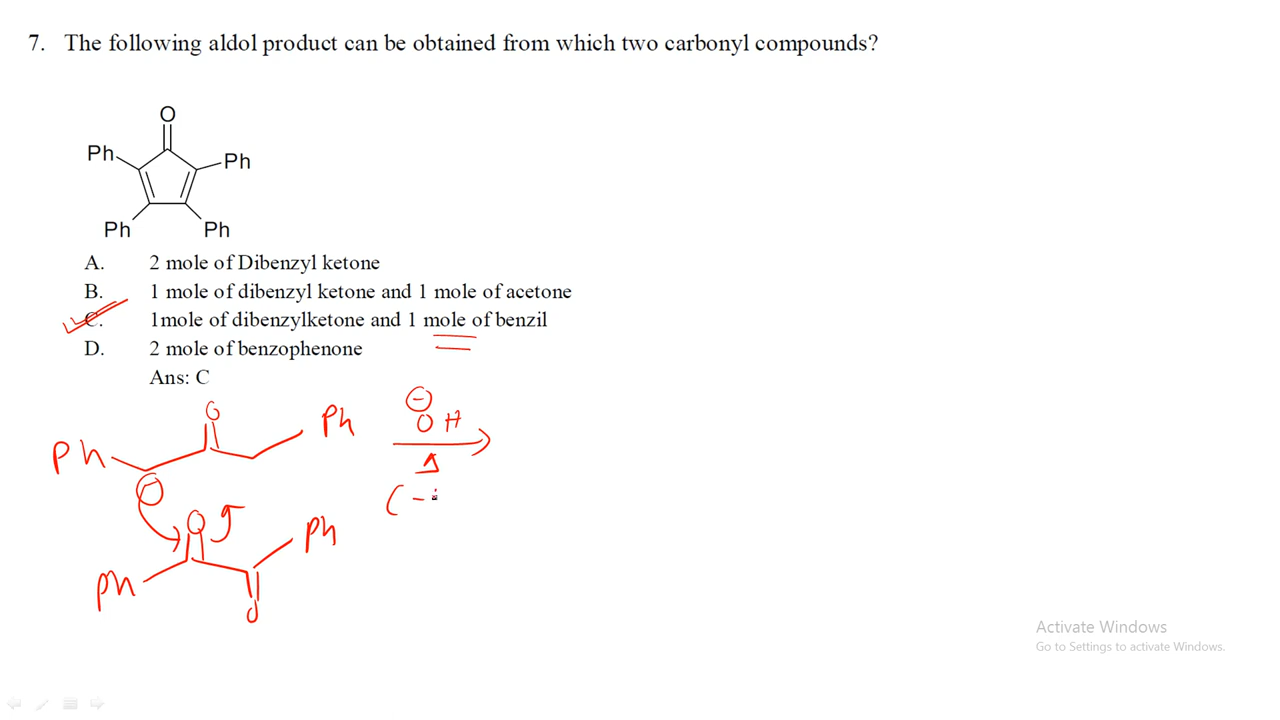 7. The following aldol product can be obtained from which two carbonyl compounds?
O
Ph
Ph
Ph
Ph
A. 2 mole of Dibenzyl ketone
B. 1 mole of dibenzyl ketone and 1 mole of acetone
C. 1mole of dibenzylketone and 1 mole of benzil
D. 2 mole of benzophenone
Ans: C
O
Ph
Ph
⊖
OH
Δ
(-
⊖
O
Ph
Ph
O
Activate Windows
Go to Settings to activate Windows.